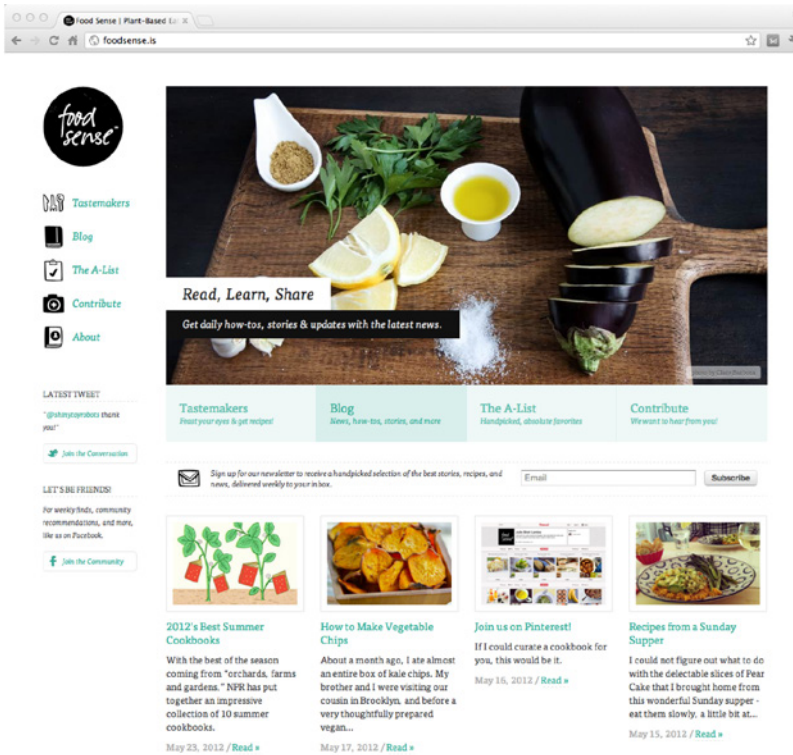 Food Sense | Plant-Based Ea
foodsense.is
food
sense
Tastemakers
Blog
The A-List
Contribute
About
LATEST TWEET
"@shinytoyrobots thank
you!"
Join the Conversation
LET'S BE FRIENDS!
For weekly finds, community
recommendations, and more,
like us on Facebook.
Join the Community
Read, Learn, Share
Get daily how-tos, stories & updates with the latest news.
Tastemakers
Feast your eyes & get recipes!
Blog
News, how-tos, stories, and more
The A-List
Handpicked, absolute favorites
Contribute
We want to hear from you!
Sign up for our newsletter to receive a handpicked selection of the best stories, recipes, and
news, delivered weekly to your inbox.
Email
Subscribe
2012's Best Summer
Cookbooks
With the best of the season
coming from "orchards, farms
and gardens." NPR has put
together an impressive
collection of 10 summer
cookbooks.
May 23, 2012 / Read »
How to Make Vegetable
Chips
About a month ago, I ate almost
an entire box of kale chips. My
brother and I were visiting our
cousin in Brooklyn, and before a
very thoughtfully prepared
vegan...
May 17, 2012 / Read »
Join us on Pinterest!
If I could curate a cookbook for
you, this would be it.
May 16, 2012 / Read »
Recipes from a Sunday
Supper
I could not figure out what to do
with the delectable slices of Pear
Cake that I brought home from
this wonderful Sunday supper -
eat them slowly, a little bit at...
May 15, 2012 / Read »